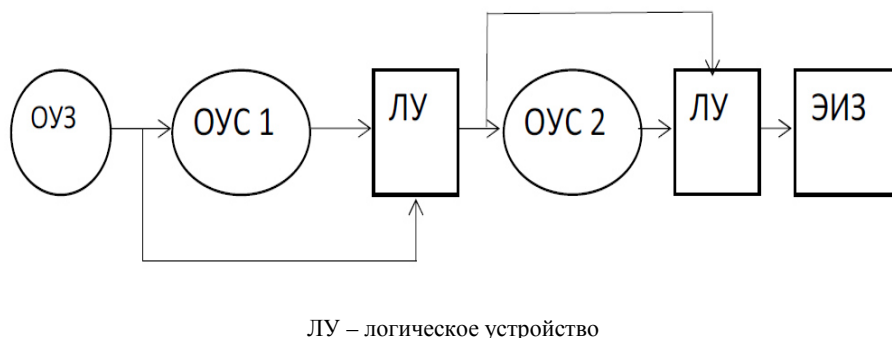 ОУЗ
ОУС 1
ЛУ
ОУС 2
ЛУ
ЭИЗ
ЛУ – логическое устройство